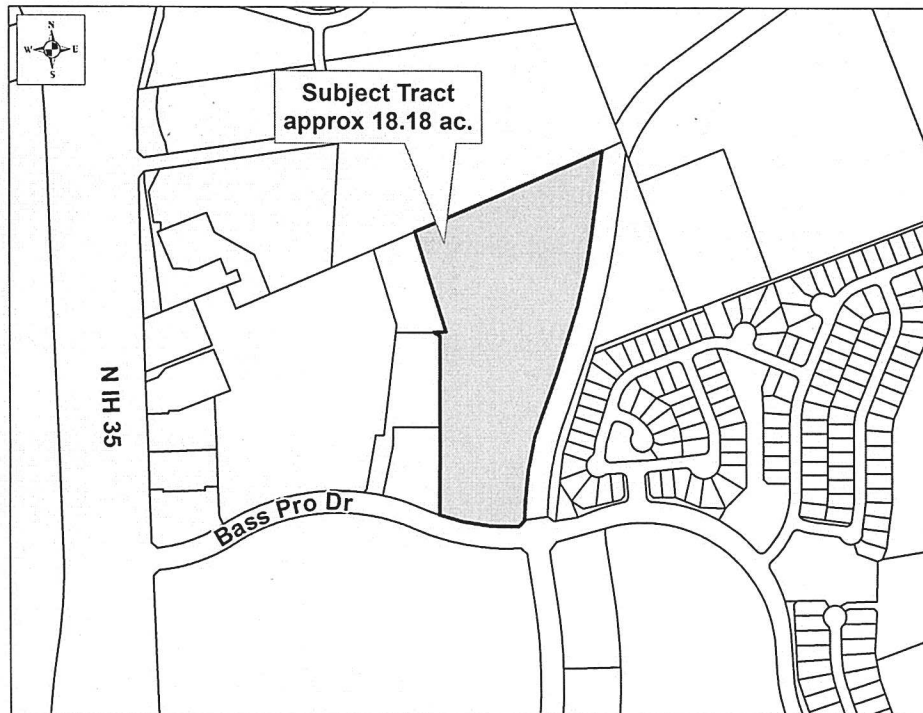 N
W E
S
Subject Tract
approx 18.18 ac.
N IH 35
Bass Pro Dr